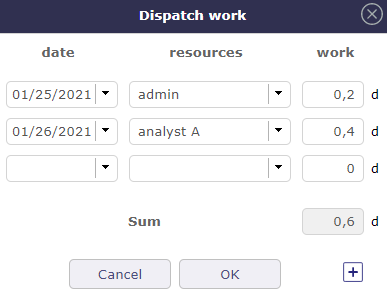 Dispatch work
date resources work
01/25/2021 admin 0,2 d
01/26/2021 analyst A 0,4 d
0 d
Sum 0,6 d
Cancel OK